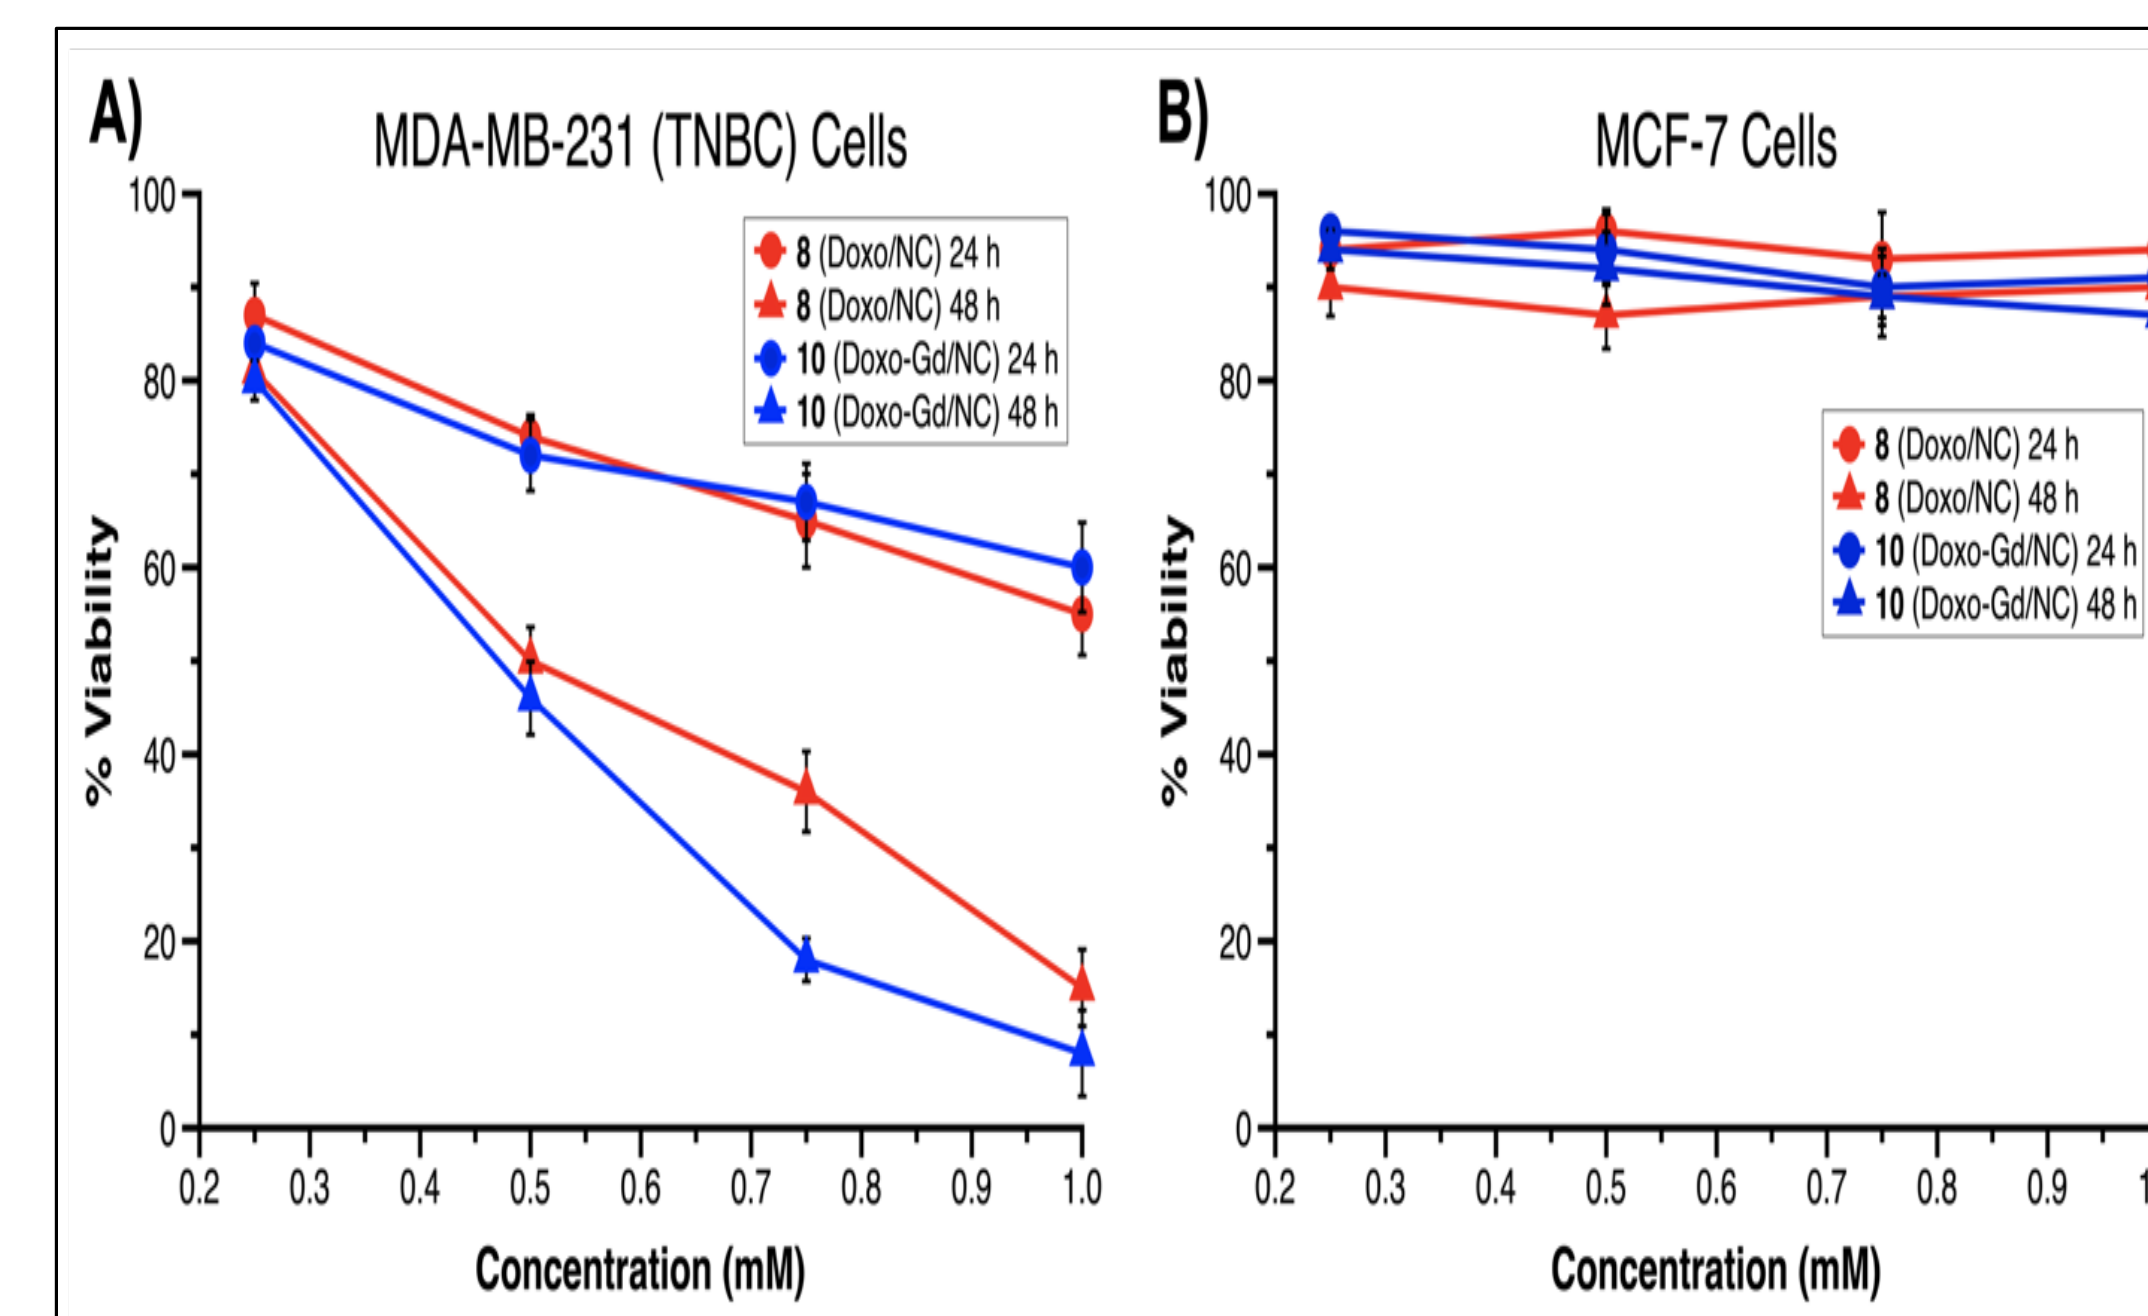 A)
MDA-MB-231 (TNBC) Cells
100
80
60
40
20
0
% Viability
8 (Doxo/NC) 24 h
8 (Doxo/NC) 48 h
10 (Doxo-Gd/NC) 24 h
10 (Doxo-Gd/NC) 48 h
0.2 0.3 0.4 0.5 0.6 0.7 0.8 0.9 1.0
Concentration (mM)
B)
MCF-7 Cells
100
80
60
40
20
0
% Viability
8 (Doxo/NC) 24 h
8 (Doxo/NC) 48 h
10 (Doxo-Gd/NC) 24 h
10 (Doxo-Gd/NC) 48 h
0.2 0.3 0.4 0.5 0.6 0.7 0.8 0.9
Concentration (mM)